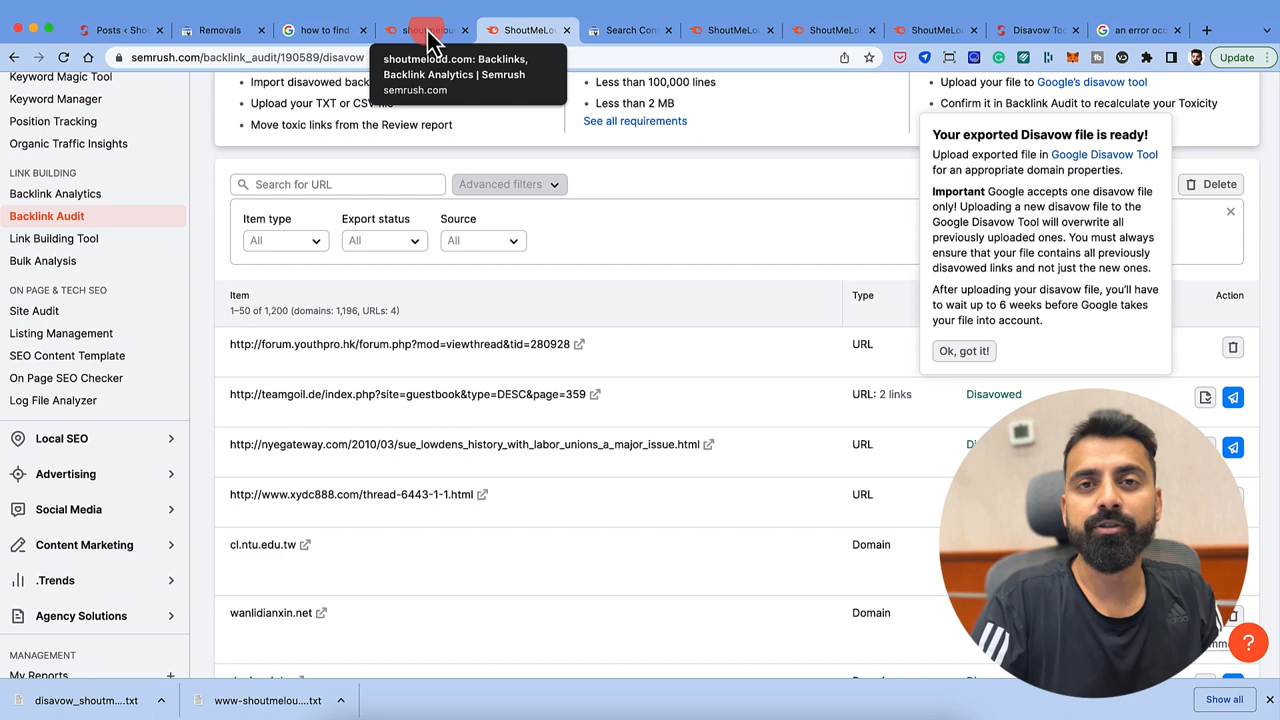 Posts ‹ Sho
Removals
how to find
shoutmelou
ShoutMeLo
Search Con
ShoutMeLo
ShoutMeLo
ShoutMeLo
Disavow To
an error occ
semrush.com/backlink_audit/190589/disavow
Update
shoutmeloud.com: Backlinks,
Backlink Analytics | Semrush
semrush.com
Keyword Magic Tool
Keyword Manager
Position Tracking
Organic Traffic Insights
LINK BUILDING
Backlink Analytics
Backlink Audit
Link Building Tool
Bulk Analysis
ON PAGE & TECH SEO
Site Audit
Listing Management
SEO Content Template
On Page SEO Checker
Log File Analyzer
Local SEO
Advertising
Social Media
Content Marketing
.Trends
Agency Solutions
MANAGEMENT
My Reports
Import disavowed back
Upload your TXT or CSV file
Move toxic links from the Review report
Less than 100,000 lines
Less than 2 MB
See all requirements
Upload your file to Google's disavow tool
Confirm it in Backlink Audit to recalculate your Toxicity
Search for URL
Advanced filters
Delete
Item type
Export status
Source
All
All
All
Your exported Disavow file is ready!
Upload exported file in Google Disavow Tool
for an appropriate domain properties.
Important Google accepts one disavow file
only! Uploading a new disavow file to the
Google Disavow Tool will overwrite all
previously uploaded ones. You must always
ensure that your file contains all previously
disavowed links and not just the new ones.
After uploading your disavow file, you'll have
to wait up to 6 weeks before Google takes
your file into account.
Ok, got it!
Item
Type
Action
1–50 of 1,200 (domains: 1,196, URLs: 4)
http://forum.youthpro.hk/forum.php?mod=viewthread&tid=280928
URL
http://teamgoil.de/index.php?site=guestbook&type=DESC&page=359
URL: 2 links
Disavowed
http://nyegateway.com/2010/03/sue_lowdens_history_with_labor_unions_a_major_issue.html
URL
http://www.xydc888.com/thread-6443-1-1.html
URL
cl.ntu.edu.tw
Domain
wanlidianxin.net
Domain
adidas
?
disavow_shoutm....txt
www-shoutmelou....txt
Show all